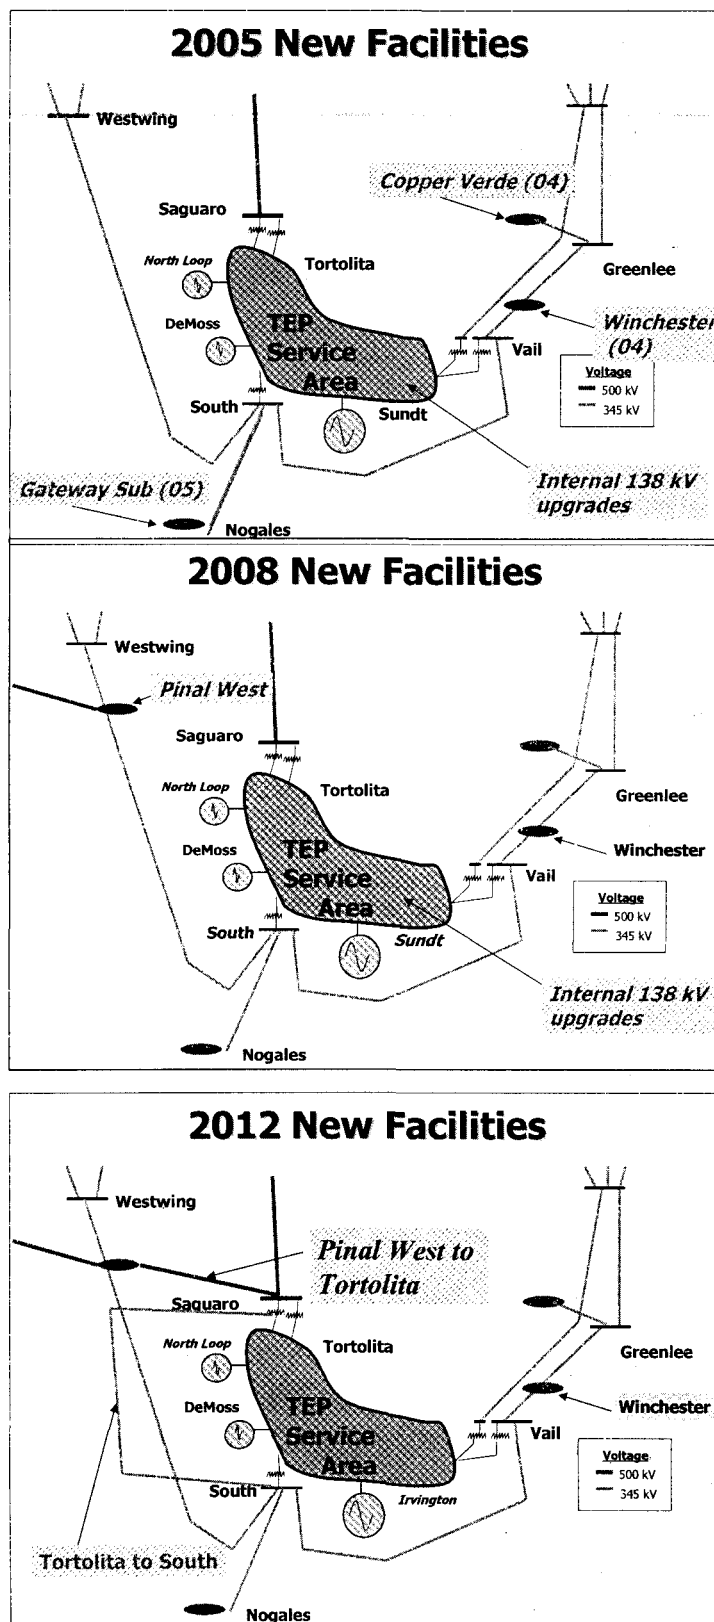 2005 New Facilities
Westwing
Copper Verde (04)
Saguaro
North Loop
Tortolita
Greenlee
DeMoss
TEP
Service
Area
Winchester
(04)
Vail
Voltage
500 kV
345 kV
South
Sundt
Internal 138 kV
upgrades
Gateway Sub (05)
Nogales
2008 New Facilities
Westwing
Pinal West
Saguaro
North Loop
Tortolita
Greenlee
DeMoss
TEP
Service
Area
Winchester
Vail
Voltage
500 kV
345 kV
South
Sundt
Internal 138 kV
upgrades
Nogales
2012 New Facilities
Westwing
Pinal West to
Tortolita
Saguaro
North Loop
Tortolita
Greenlee
DeMoss
TEP
Service
Area
Winchester
Vail
Voltage
500 kV
345 kV
South
Irvington
Tortolita to South
Nogales